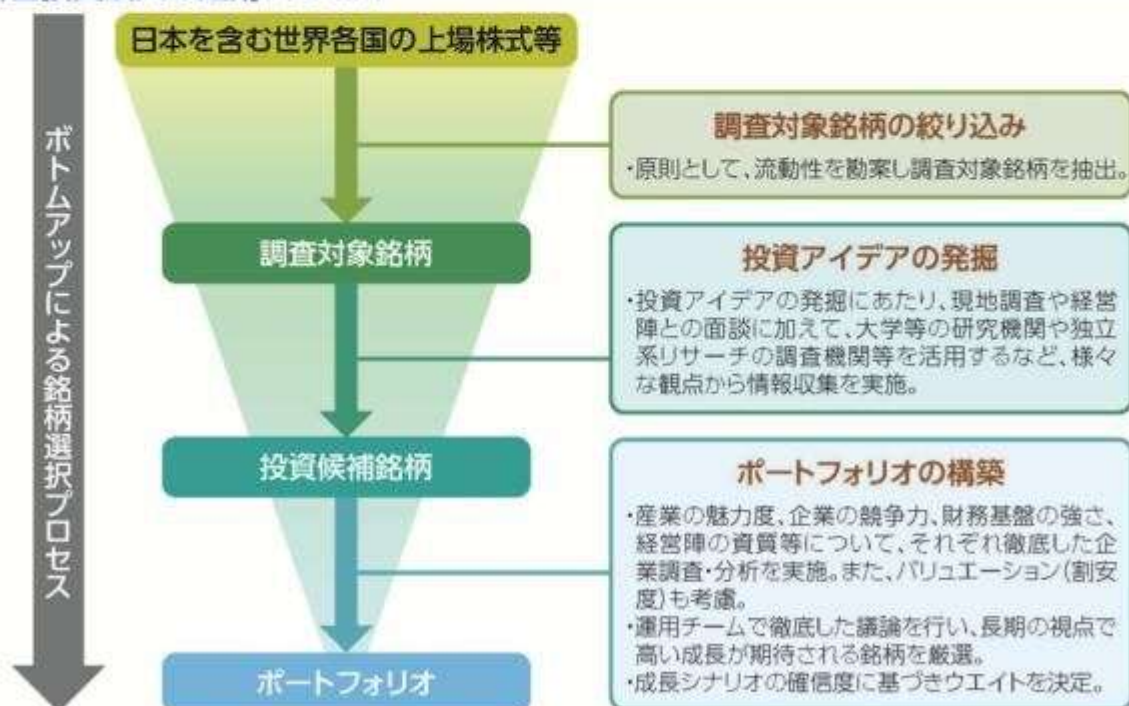 日本を含む世界各国の上場株式等
ボトムアップによる銘柄選択プロセス
調査対象銘柄の絞り込み
・原則として、流動性を勘案し調査対象銘柄を抽出。
調査対象銘柄
投資アイデアの発掘
・投資アイデアの発掘にあたり、現地調査や経営
陣との面談に加えて、大学等の研究機関や独立
系リサーチの調査機関等を活用するなど、様々
な観点から情報収集を実施。
投資候補銘柄
ポートフォリオの構築
・産業の魅力度、企業の競争力、財務基盤の強さ、
経営陣の資質等について、それぞれ徹底した企
業調査・分析を実施。また、バリュエーション(割安
度)も考慮。
・運用チームで徹底した議論を行い、長期の視点で
高い成長が期待される銘柄を厳選。
・成長シナリオの確信度に基づきウエイトを決定。
ポートフォリオ